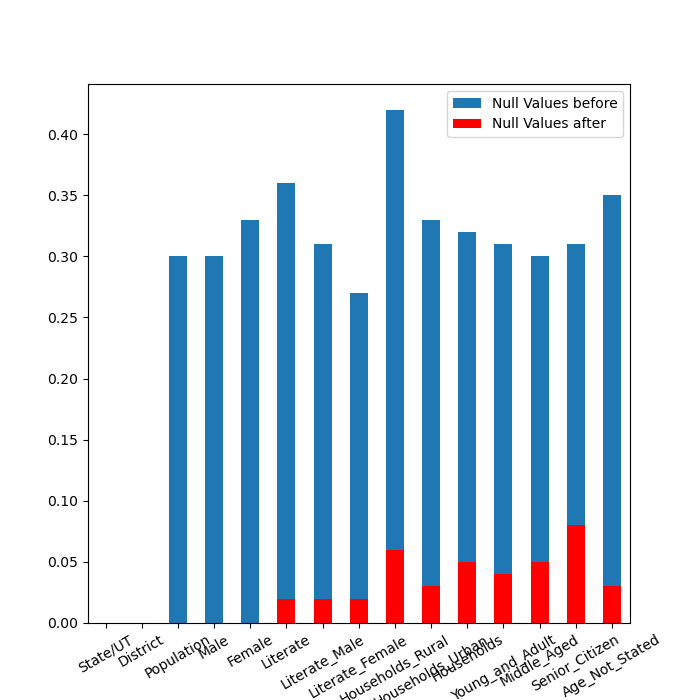 Null Values before
Null Values after
0.40
0.35
0.30
0.25
0.20
0.15
0.10
0.05
0.00
State/UT
District
Population
Male
Female
Literate
Literate_Male
Literate_Female
Households_Rural
Households_Urban
Households
Young_and_Adult
Middle_Aged
Senior_Citizen
Age_Not_Stated